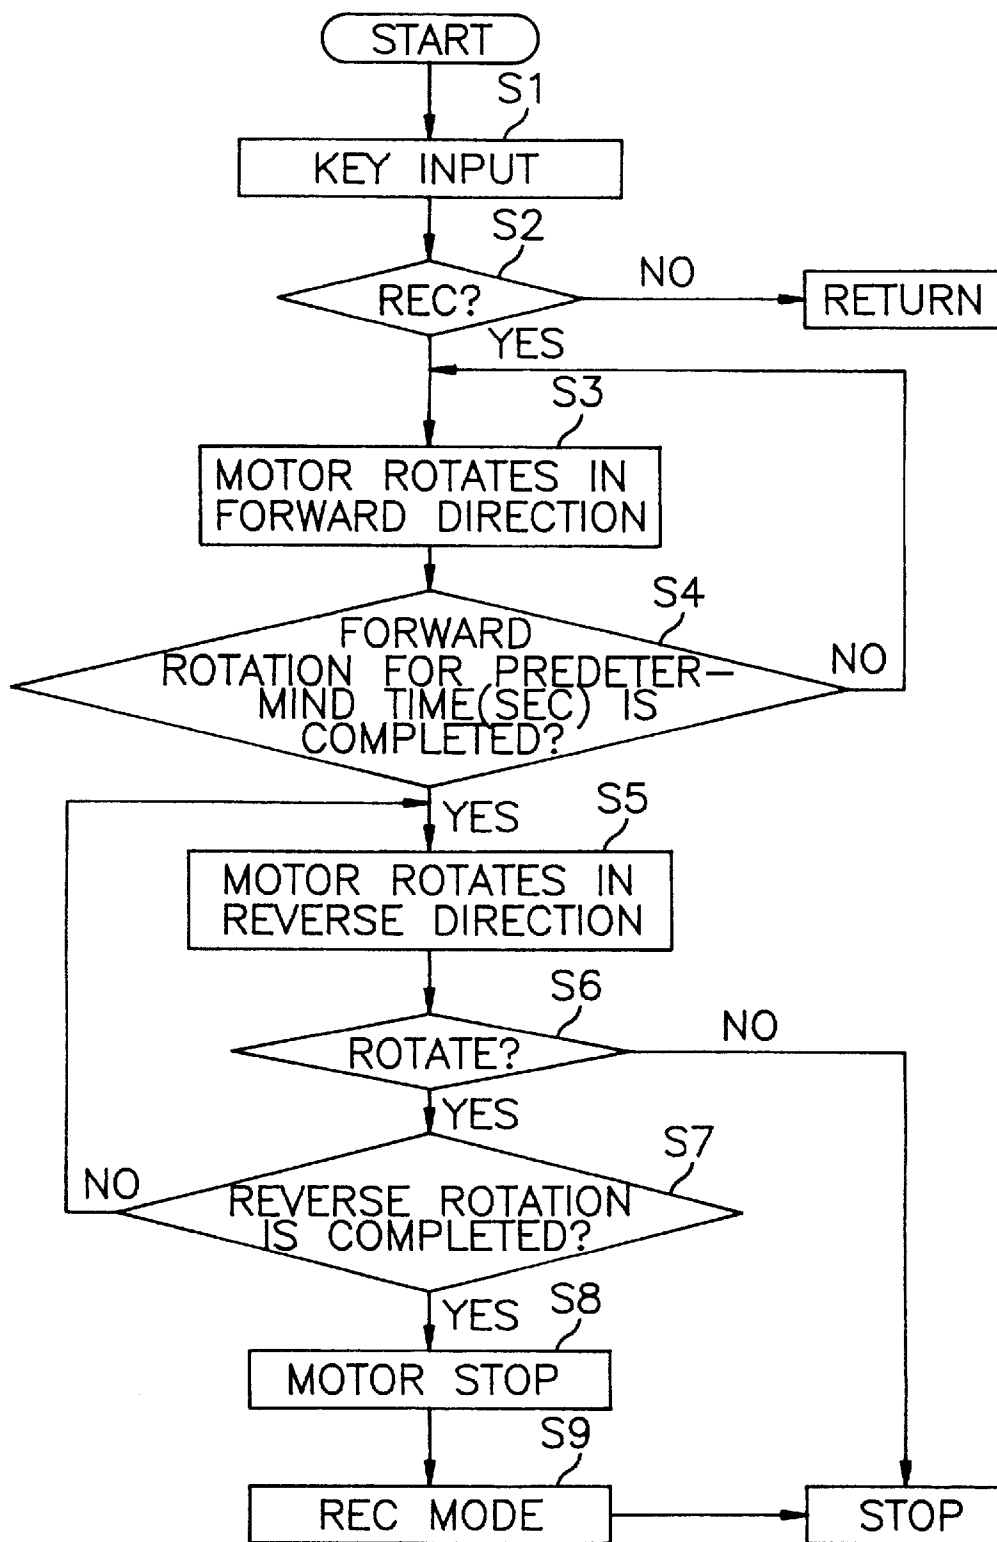 START
S1
KEY INPUT
S2
REC?
NO
RETURN
YES
S3
MOTOR ROTATES IN
FORWARD DIRECTION
S4
FORWARD
ROTATION FOR PREDETER-
MIND TIME(SEC) IS
COMPLETED?
NO
YES
S5
MOTOR ROTATES IN
REVERSE DIRECTION
S6
ROTATE?
NO
YES
S7
REVERSE ROTATION
IS COMPLETED?
NO
YES
S8
MOTOR STOP
S9
REC MODE
STOP